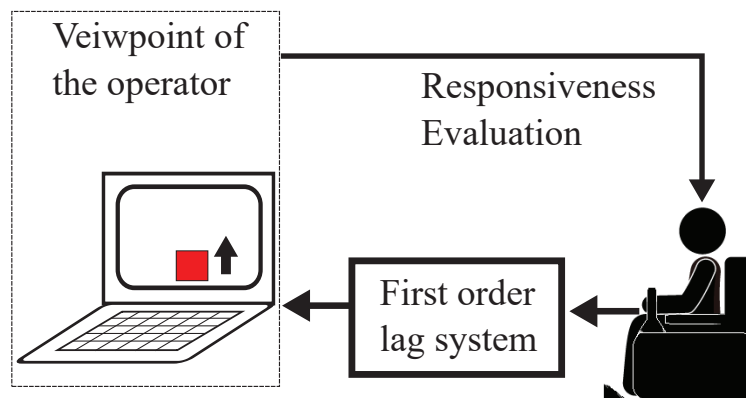 Veiwpoint of
the operator
Responsiveness
Evaluation
First order
lag system